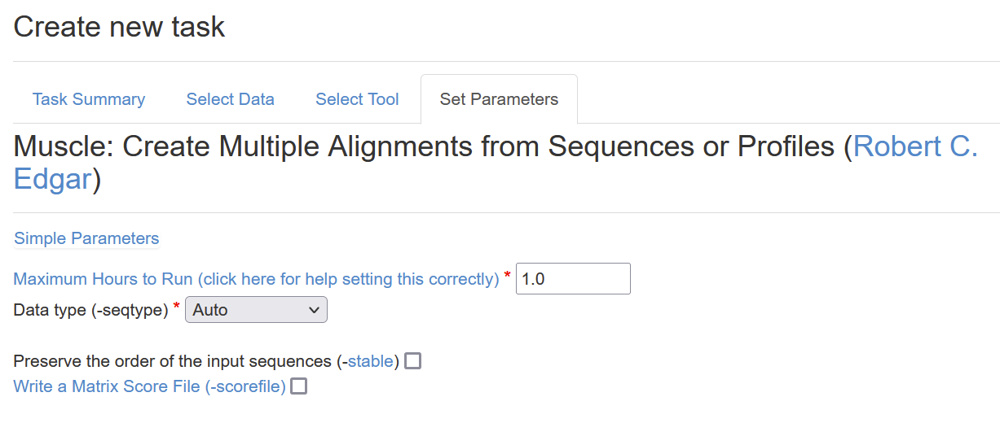 Create new task
Task Summary Select Data Select Tool Set Parameters
Muscle: Create Multiple Alignments from Sequences or Profiles (Robert C.
Edgar)
Simple Parameters
Maximum Hours to Run (click here for help setting this correctly) * 1.0
Data type (-seqtype) * Auto
Preserve the order of the input sequences (-stable)
Write a Matrix Score File (-scorefile)